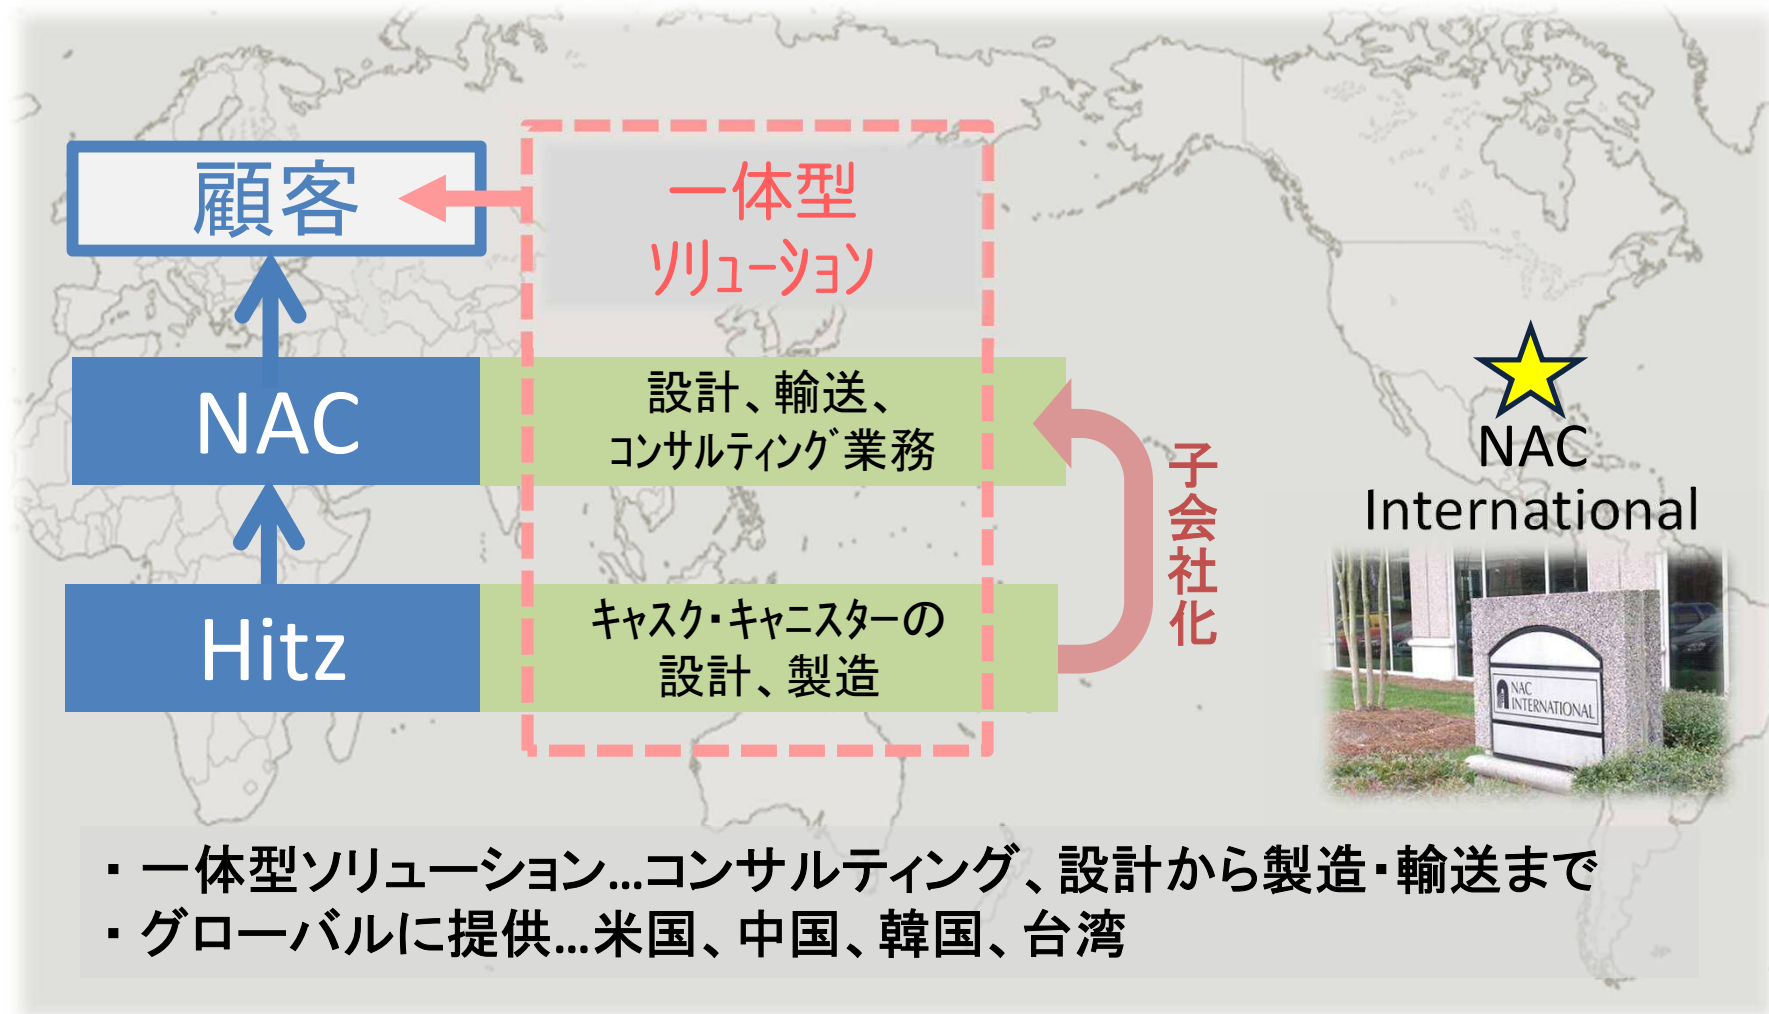 顧客
一体型
ｿﾘｭｰｼｮﾝ
NAC
設計、輸送、
ｺﾝｻﾙﾃｨﾝｸﾞ業務
子会社化
Hitz
ｷｬｽｸ・ｷｬﾆｽﾀｰの
設計、製造
NAC
International
NAC
INTERNATIONAL
・一体型ソリューション…コンサルティング、設計から製造・輸送まで
・グローバルに提供…米国、中国、韓国、台湾